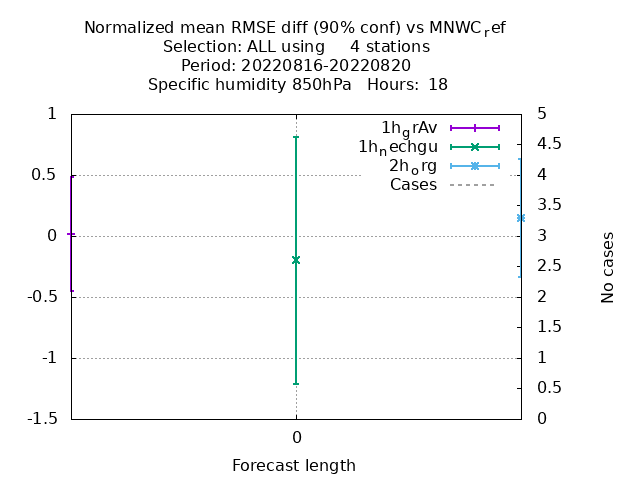 Normalized mean RMSE diff (90% conf) vs MNWC_ref
Selection: ALL using     4 stations
Period: 20220816-20220820
Specific humidity 850hPa   Hours: 18
1
0.5
0
-0.5
-1
-1.5
5
4.5
4
3.5
3
2.5
2
1.5
1
0.5
0
1h_grAv
1h_nechgu
2h_org
Cases
No cases
0
Forecast length